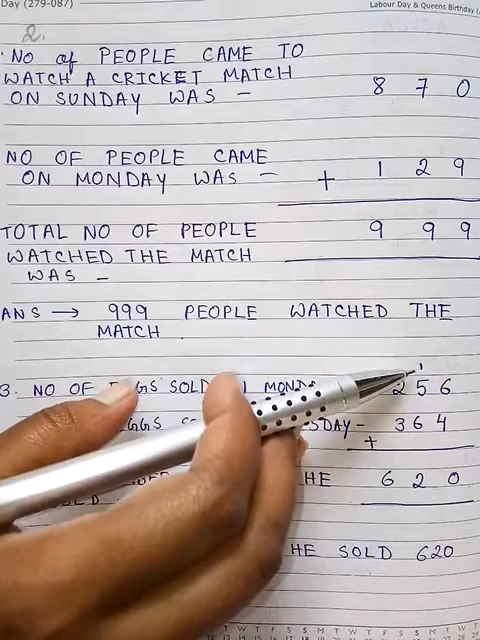 Day (279-087)
Labour Day & Queens Birthday
2.
NO of PEOPLE CAME TO
WATCH A CRICKET MATCH
ON SUNDAY WAS - 8 7 0
NO OF PEOPLE CAME
ON MONDAY WAS - + 1 2 9
TOTAL NO OF PEOPLE 9 9 9
WATCHED THE MATCH
WAS -
ANS → 999 PEOPLE WATCHED THE
MATCH.
1
3. NO OF SOLD 2 5 6
- 3 6 4
+
HE 6 2 0
HE SOLD 620